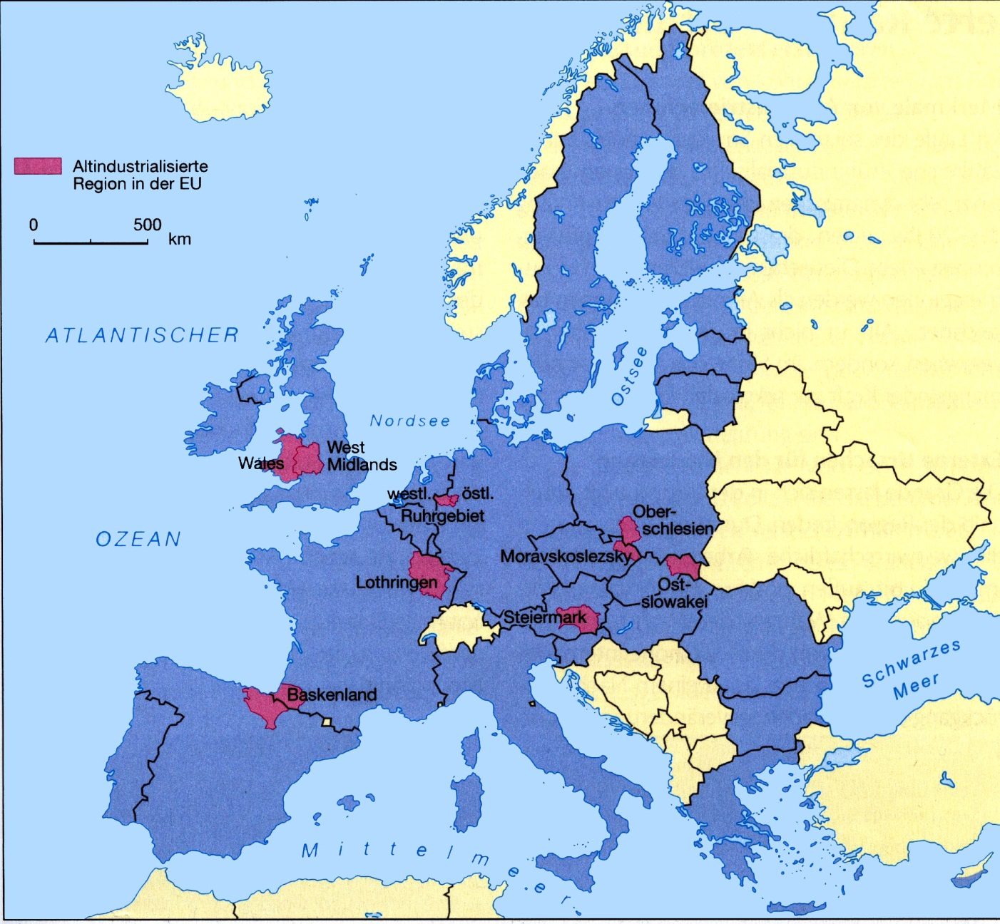 Altindustrialisierte
Region in der EU
0 500 km
ATLANTISCHER
OZEAN
Nordsee
Ostsee
Wales
West
Midlands
westl. östl.
Ruhrgebiet
Ober-
schlesien
Moravskoslezsky
Lothringen
Ost-
slowakei
Steiermark
Baskenland
Schwarzes
Meer
Mittelmeer